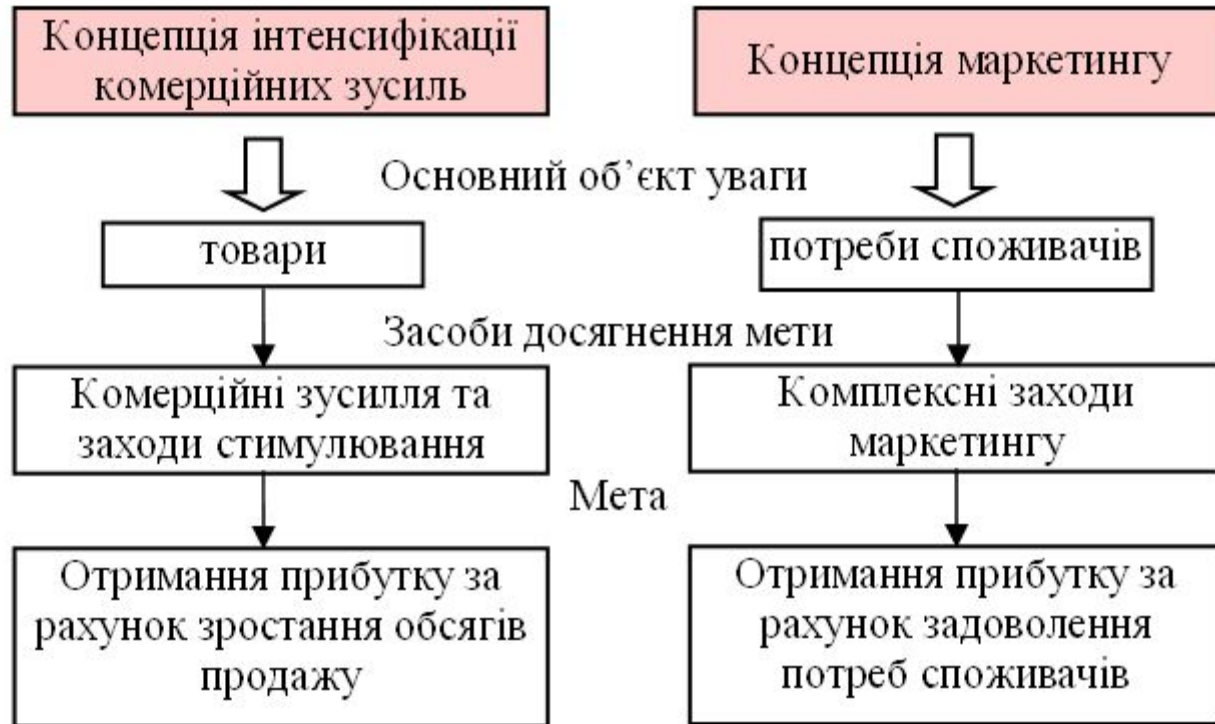 Концепція інтенсифікації
комерційних зусиль
Концепція маркетингу
Основний об’єкт уваги
товари
потреби споживачів
Засоби досягнення мети
Комерційні зусилля та
заходи стимулювання
Комплексні заходи
маркетингу
Мета
Отримання прибутку за
рахунок зростання обсягів
продажу
Отримання прибутку за
рахунок задоволення
потреб споживачів